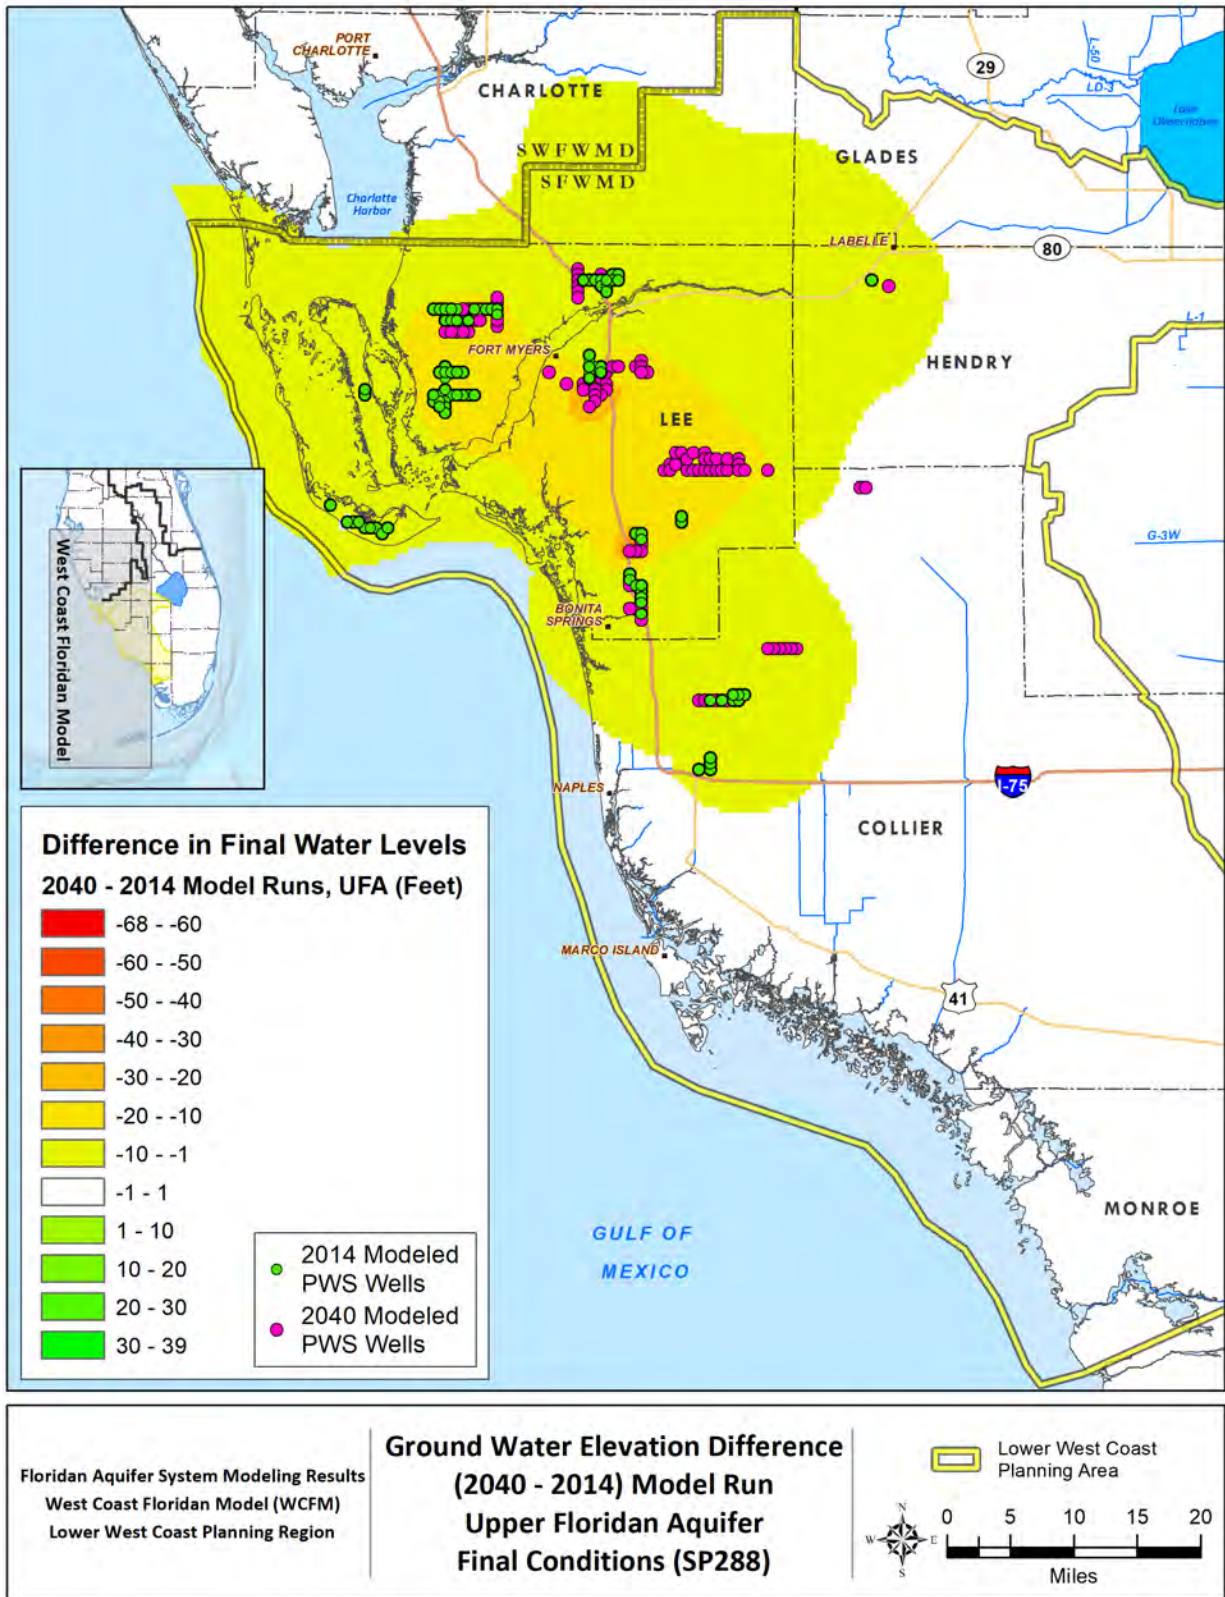 PORT
CHARLOTTE
CHARLOTTE
L-50
29
LD-3
Lake
Okeechobee
SWFWMD
SFWMD
GLADES
Charlotte
Harbor
LABELLE
80
L-1
FORT MYERS
HENDRY
LEE
G-3W
West Coast Floridan Model
BONITA
SPRINGS
I-75
NAPLES
COLLIER
MARCO ISLAND
41
MONROE
GULF OF
MEXICO
Difference in Final Water Levels
2040 - 2014 Model Runs, UFA (Feet)
-68 - -60
-60 - -50
-50 - -40
-40 - -30
-30 - -20
-20 - -10
-10 - -1
-1 - 1
1 - 10
10 - 20
20 - 30
30 - 39
2014 Modeled
PWS Wells
2040 Modeled
PWS Wells
Floridan Aquifer System Modeling Results
West Coast Floridan Model (WCFM)
Lower West Coast Planning Region
Ground Water Elevation Difference
(2040 - 2014) Model Run
Upper Floridan Aquifer
Final Conditions (SP288)
Lower West Coast
Planning Area
N
W E
S
0 5 10 15 20
Miles